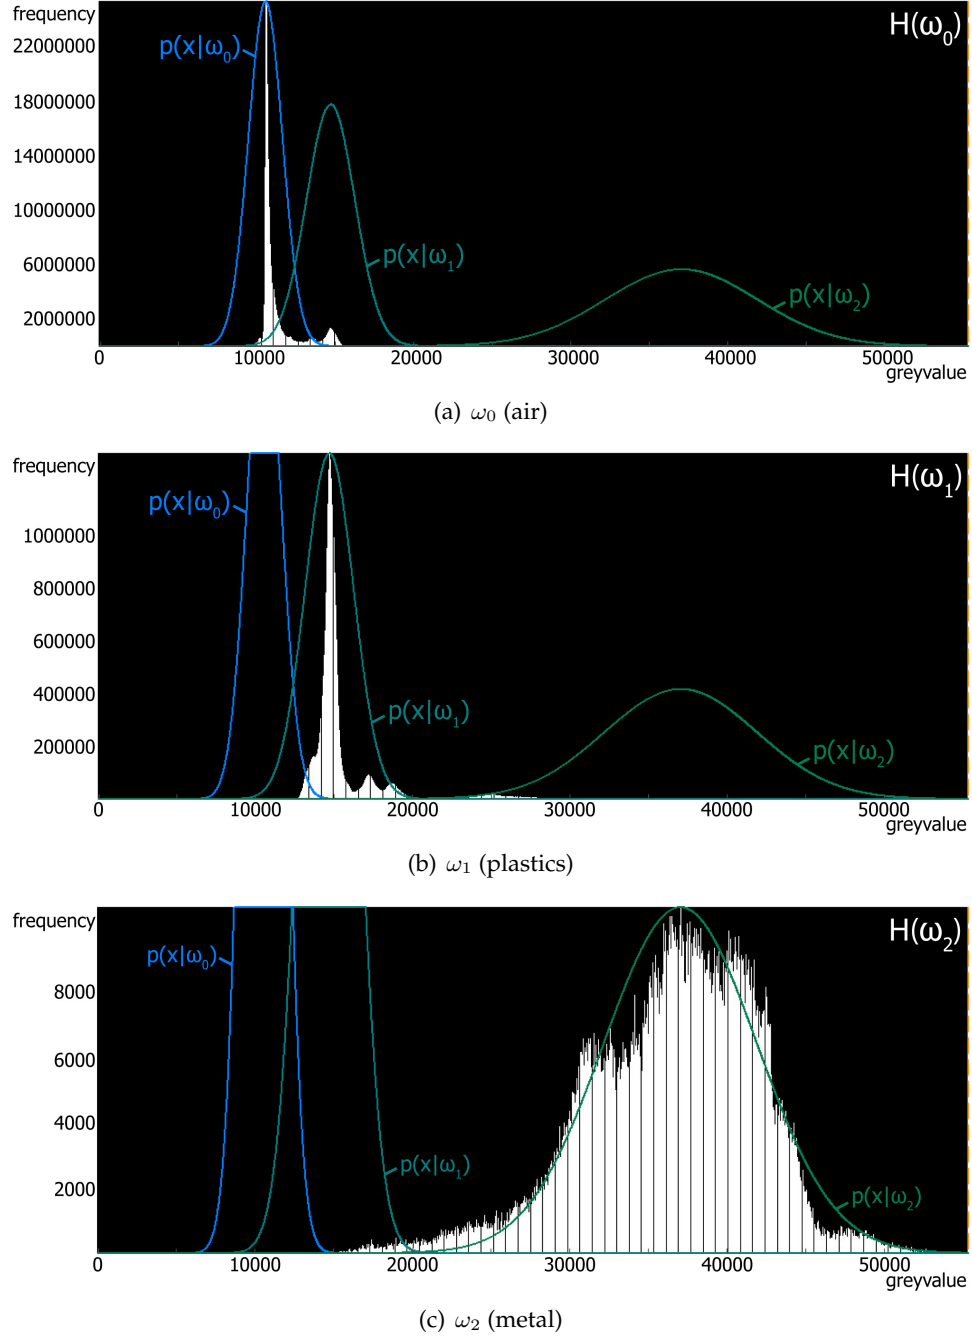 frequency
H(ω₀)
p(x|ω₀)
22000000
18000000
14000000
10000000
6000000
2000000
p(x|ω₁)
p(x|ω₂)
0 10000 20000 30000 40000 50000
greyvalue
(a) ω₀ (air)
frequency
H(ω₁)
p(x|ω₀)
1000000
800000
600000
400000
200000
p(x|ω₁)
p(x|ω₂)
0 10000 20000 30000 40000 50000
greyvalue
(b) ω₁ (plastics)
frequency
H(ω₂)
p(x|ω₀)
8000
6000
4000
2000
p(x|ω₁)
p(x|ω₂)
0 10000 20000 30000 40000 50000
greyvalue
(c) ω₂ (metal)